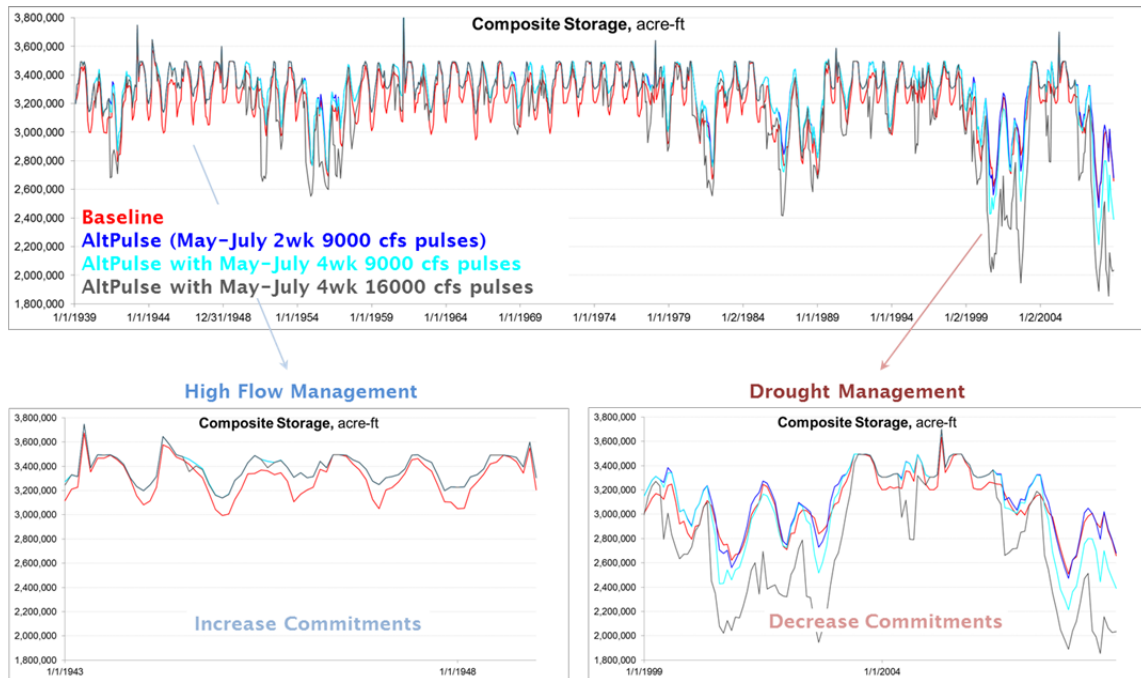 Composite Storage, acre-ft
3,800,000
3,600,000
3,400,000
3,200,000
3,000,000
2,800,000
2,600,000
2,400,000
2,200,000
2,000,000
1,800,000
Baseline
AltPulse (May-July 2wk 9000 cfs pulses)
AltPulse with May-July 4wk 9000 cfs pulses
AltPulse with May-July 4wk 16000 cfs pulses
1/1/1939 1/1/1944 12/31/1948 1/1/1954 1/1/1959 1/1/1964 1/1/1969 1/1/1974 1/1/1979 1/2/1984 1/1/1989 1/1/1994 1/2/1999 1/2/2004
High Flow Management
Composite Storage, acre-ft
3,800,000
3,600,000
3,400,000
3,200,000
3,000,000
2,800,000
2,600,000
2,400,000
2,200,000
2,000,000
1,800,000
Increase Commitments
1/1/1943 1/1/1948
Drought Management
Composite Storage, acre-ft
3,800,000
3,600,000
3,400,000
3,200,000
3,000,000
2,800,000
2,600,000
2,400,000
2,200,000
2,000,000
1,800,000
Decrease Commitments
1/1/1999 1/1/2004